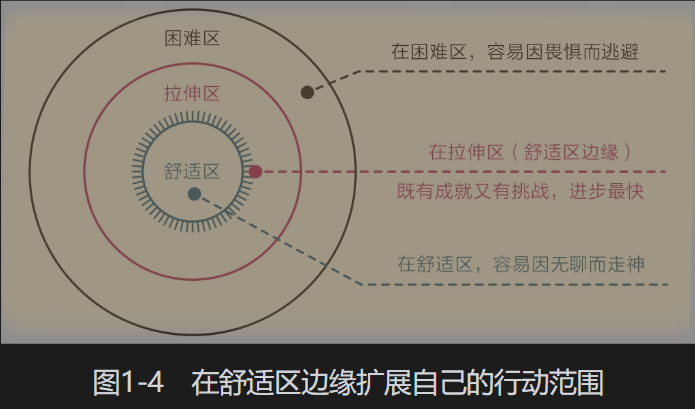 困难区
在困难区，容易因畏惧而逃避
拉伸区
在拉伸区（舒适区边缘）
舒适区
既有成就又有挑战，进步最快
在舒适区，容易因无聊而走神
图1-4 在舒适区边缘扩展自己的行动范围